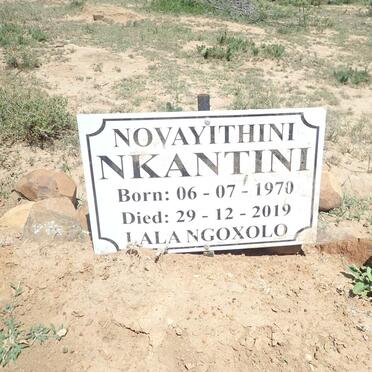 NOVAYITHINI
NKANTINI
Born: 06 - 07 - 1970
Died: 29 - 12 - 2019
LALA NGOXOLO